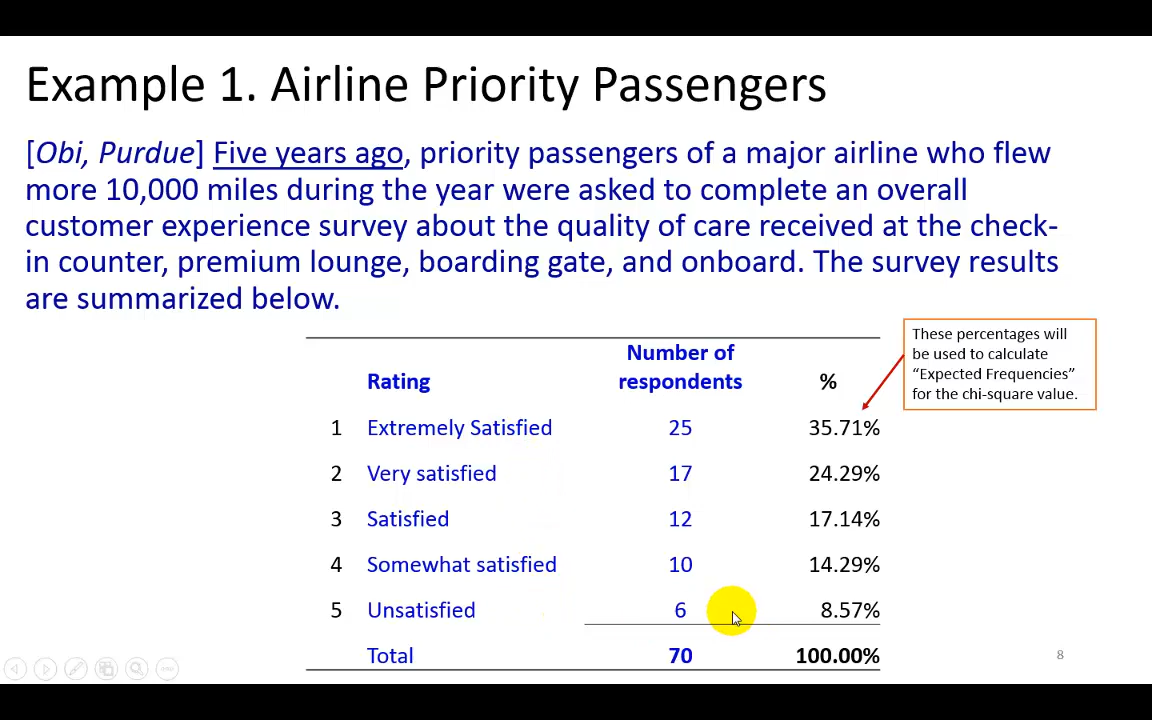 Example 1. Airline Priority Passengers
[Obi, Purdue] Five years ago, priority passengers of a major airline who flew
more 10,000 miles during the year were asked to complete an overall
customer experience survey about the quality of care received at the check-
in counter, premium lounge, boarding gate, and onboard. The survey results
are summarized below.
These percentages will
be used to calculate
“Expected Frequencies”
for the chi-square value.
Number of
Rating respondents %
1 Extremely Satisfied 25 35.71%
2 Very satisfied 17 24.29%
3 Satisfied 12 17.14%
4 Somewhat satisfied 10 14.29%
5 Unsatisfied 6 8.57%
Total 70 100.00%
8